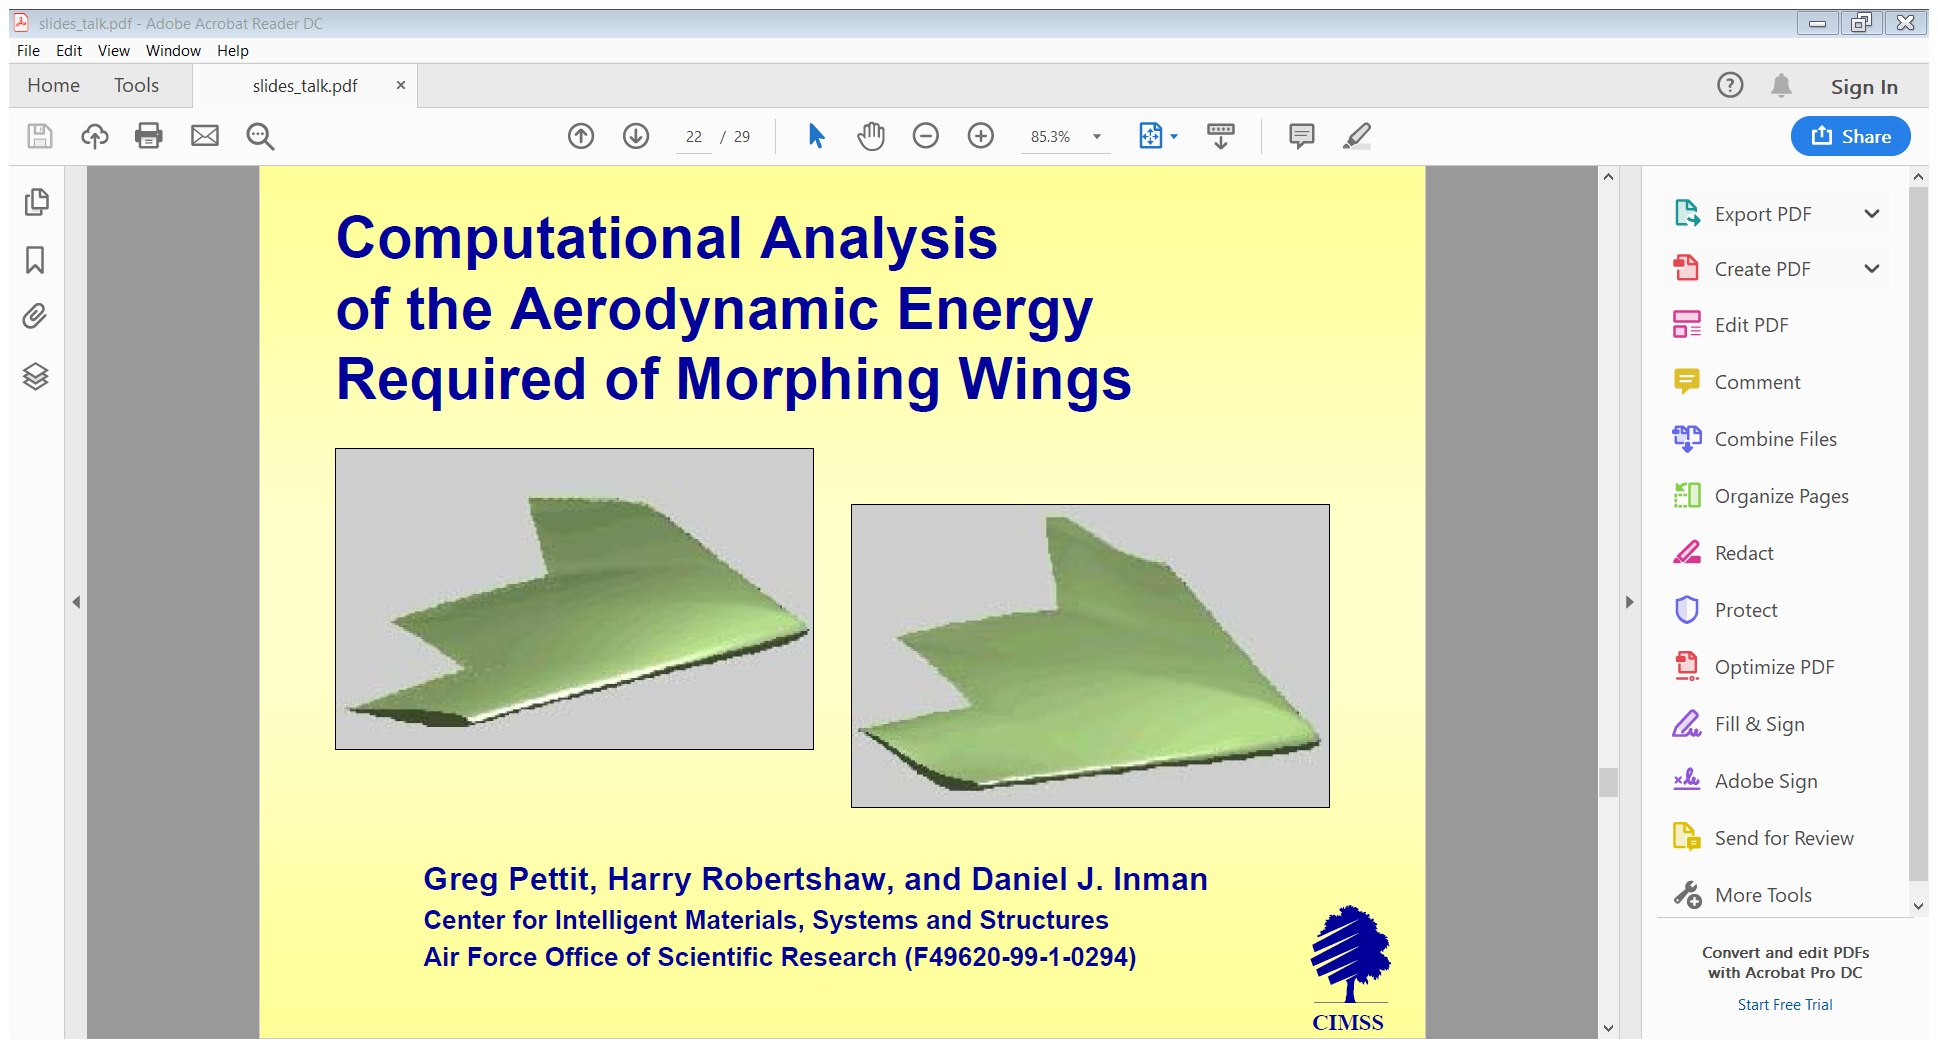 slides_talk.pdf - Adobe Acrobat Reader DC
File Edit View Window Help
Home Tools slides_talk.pdf × Sign In
22 / 29 85.3% Share
Computational Analysis
of the Aerodynamic Energy
Required of Morphing Wings
Greg Pettit, Harry Robertshaw, and Daniel J. Inman
Center for Intelligent Materials, Systems and Structures
Air Force Office of Scientific Research (F49620-99-1-0294)
CIMSS
Export PDF
Create PDF
Edit PDF
Comment
Combine Files
Organize Pages
Redact
Protect
Optimize PDF
Fill & Sign
Adobe Sign
Send for Review
More Tools
Convert and edit PDFs
with Acrobat Pro DC
Start Free Trial